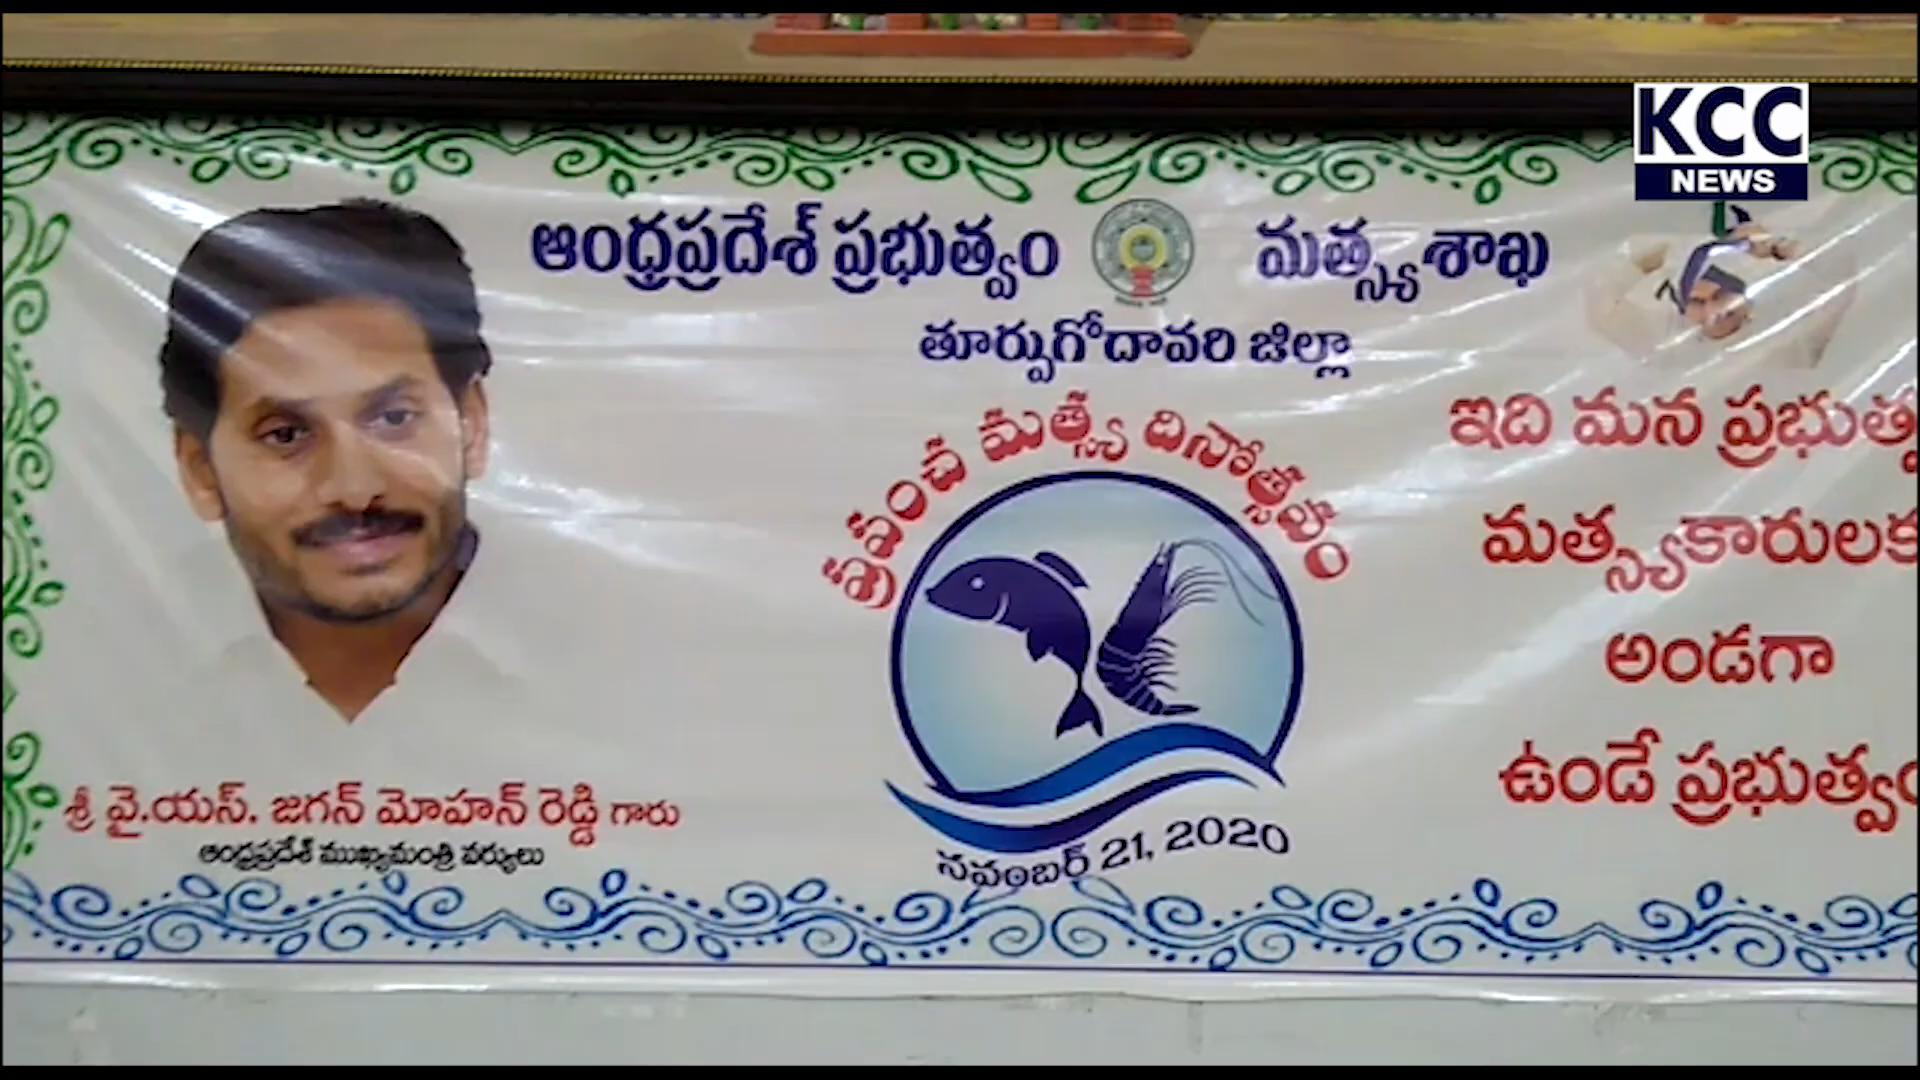 KCC
NEWS
ఆంధ్రప్రదేశ్ ప్రభుత్వం మత్స్యశాఖ
తూర్పుగోదావరి జిల్లా
ప్రపంచ మత్స్య దినోత్సవం
నవంబర్ 21, 2020
శ్రీ వై.యస్. జగన్ మోహన్ రెడ్డి గారు
ఆంధ్రప్రదేశ్ ముఖ్యమంత్రి వర్యులు
ఇది మన ప్రభుత్వ
మత్స్యకారులక
అండగా
ఉండే ప్రభుత్వం